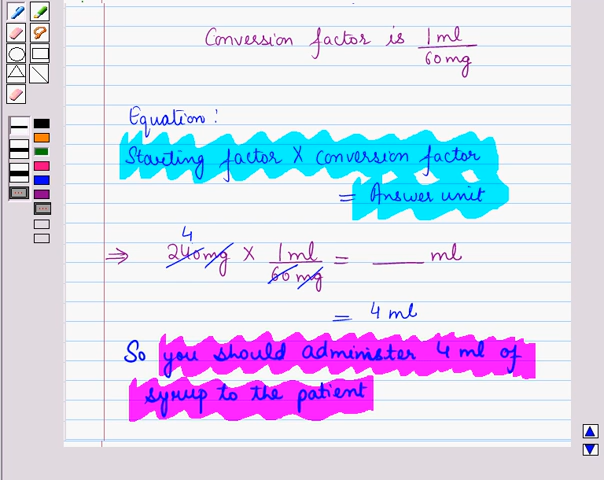 Conversion factor is 1ml/60mg
Equation:
Starting factor X conversion factor
= Answer unit
4
⇒ 240mg X 1ml/60mg = ___ ml
= 4 ml
So you should administer 4 ml of
syrup to the patient